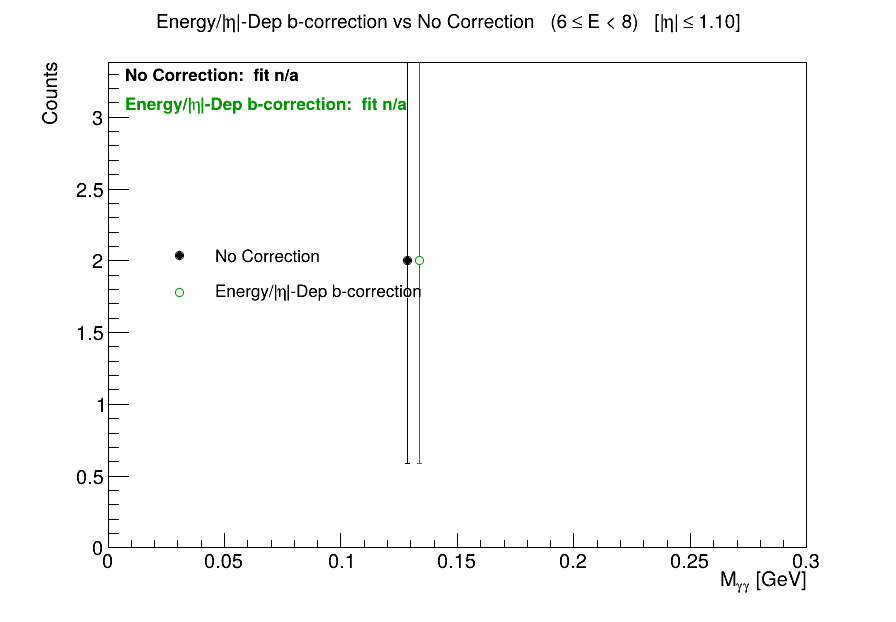 Energy/|η|-Dep b-correction vs No Correction (6 ≤ E < 8) [|η| ≤ 1.10]
Counts
No Correction: fit n/a
Energy/|η|-Dep b-correction: fit n/a
3
2.5
2
1.5
1
0.5
0
No Correction
Energy/|η|-Dep b-correction
0 0.05 0.1 0.15 0.2 0.25 0.3
Mγγ [GeV]